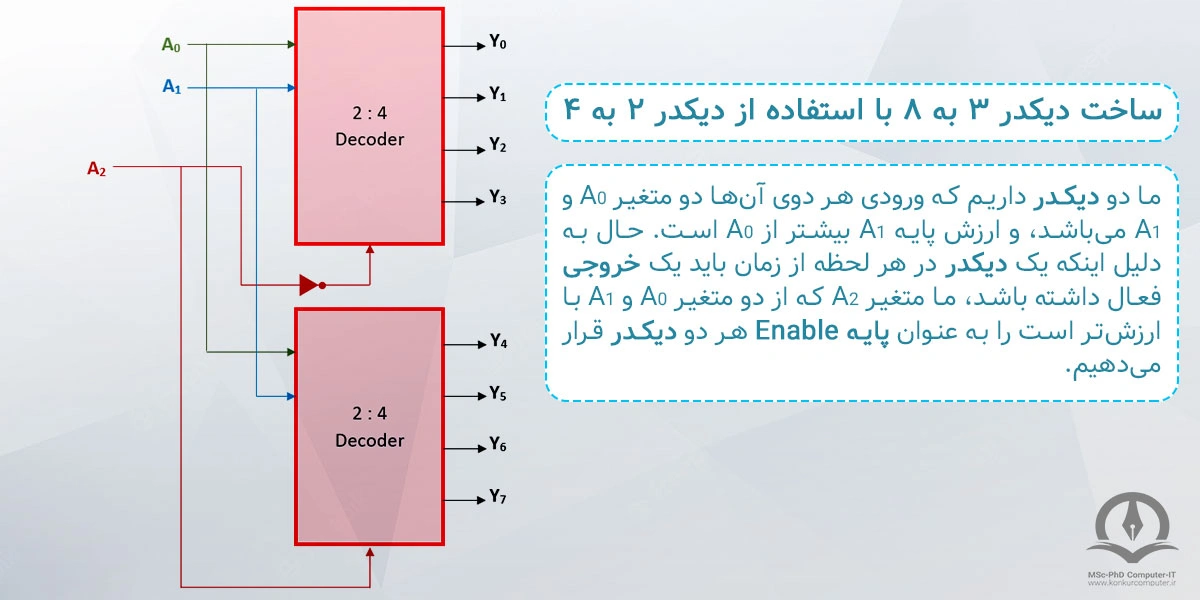 ساخت دیکدر ۳ به ۸ با استفاده از دیکدر ۲ به ۴
ما دو دیکدر داریم که ورودی هر دوی آن‌ها دو متغیر A0 و
A1 می‌باشد، و ارزش پایه A1 بیشتر از A0 است. حال به
دلیل اینکه یک دیکدر در هر لحظه از زمان باید یک خروجی
فعال داشته باشد، ما متغیر A2 که از دو متغیر A0 و A1 با
ارزش‌تر است را به عنوان پایه Enable هر دو دیکدر قرار
می‌دهیم.
A0
A1
A2
2 : 4
Decoder
Y0
Y1
Y2
Y3
2 : 4
Decoder
Y4
Y5
Y6
Y7
MSc-PhD Computer-IT
www.konkurcomputer.ir